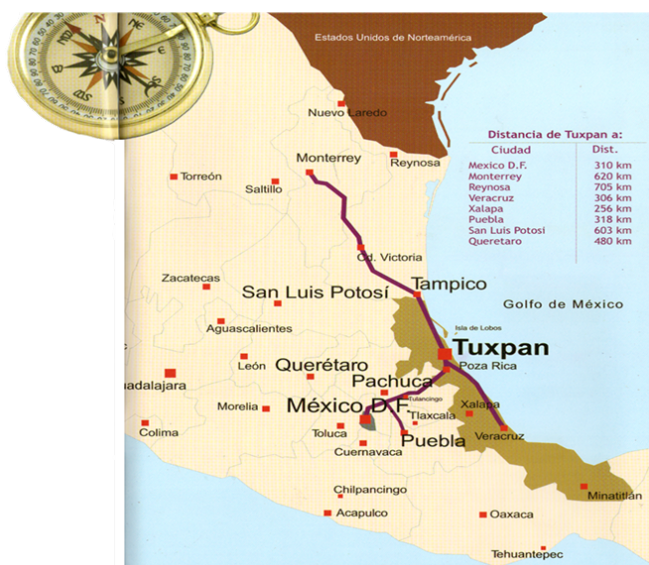 Estados Unidos de Norteamérica
Nuevo Laredo
Distancia de Tuxpan a:
Ciudad Dist.
Mexico D.F. 310 km
Monterrey 620 km
Reynosa 705 km
Veracruz 306 km
Xalapa 256 km
Puebla 318 km
San Luis Potosi 603 km
Queretaro 480 km
Monterrey
Reynosa
Torreón
Saltillo
Cd. Victoria
Zacatecas
San Luis Potosí
Tampico
Golfo de México
Aguascalientes
Isla de Lobos
Tuxpan
León
Querétaro
Poza Rica
Pachuca
uadalajara
Tulancingo
Morelia
México D.F.
Xalapa
Tlaxcala
Colima
Toluca
Puebla
Veracruz
Cuernavaca
Chilpancingo
Minatitlán
Acapulco
Oaxaca
Tehuantepec